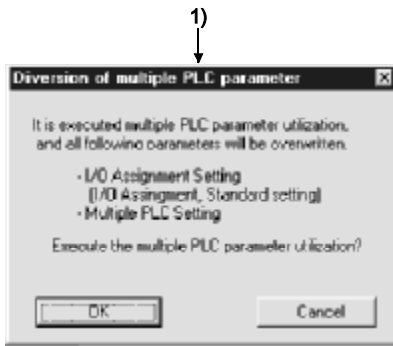 1)
Diversion of multiple PLC parameter
It is executed multiple PLC parameter utilization,
and all following parameters will be overwritten.
- I/O Assignment Setting
(I/O Assingment, Standard setting)
- Multiple PLC Setting
Execute the multiple PLC parameter utilization?
OK
Cancel